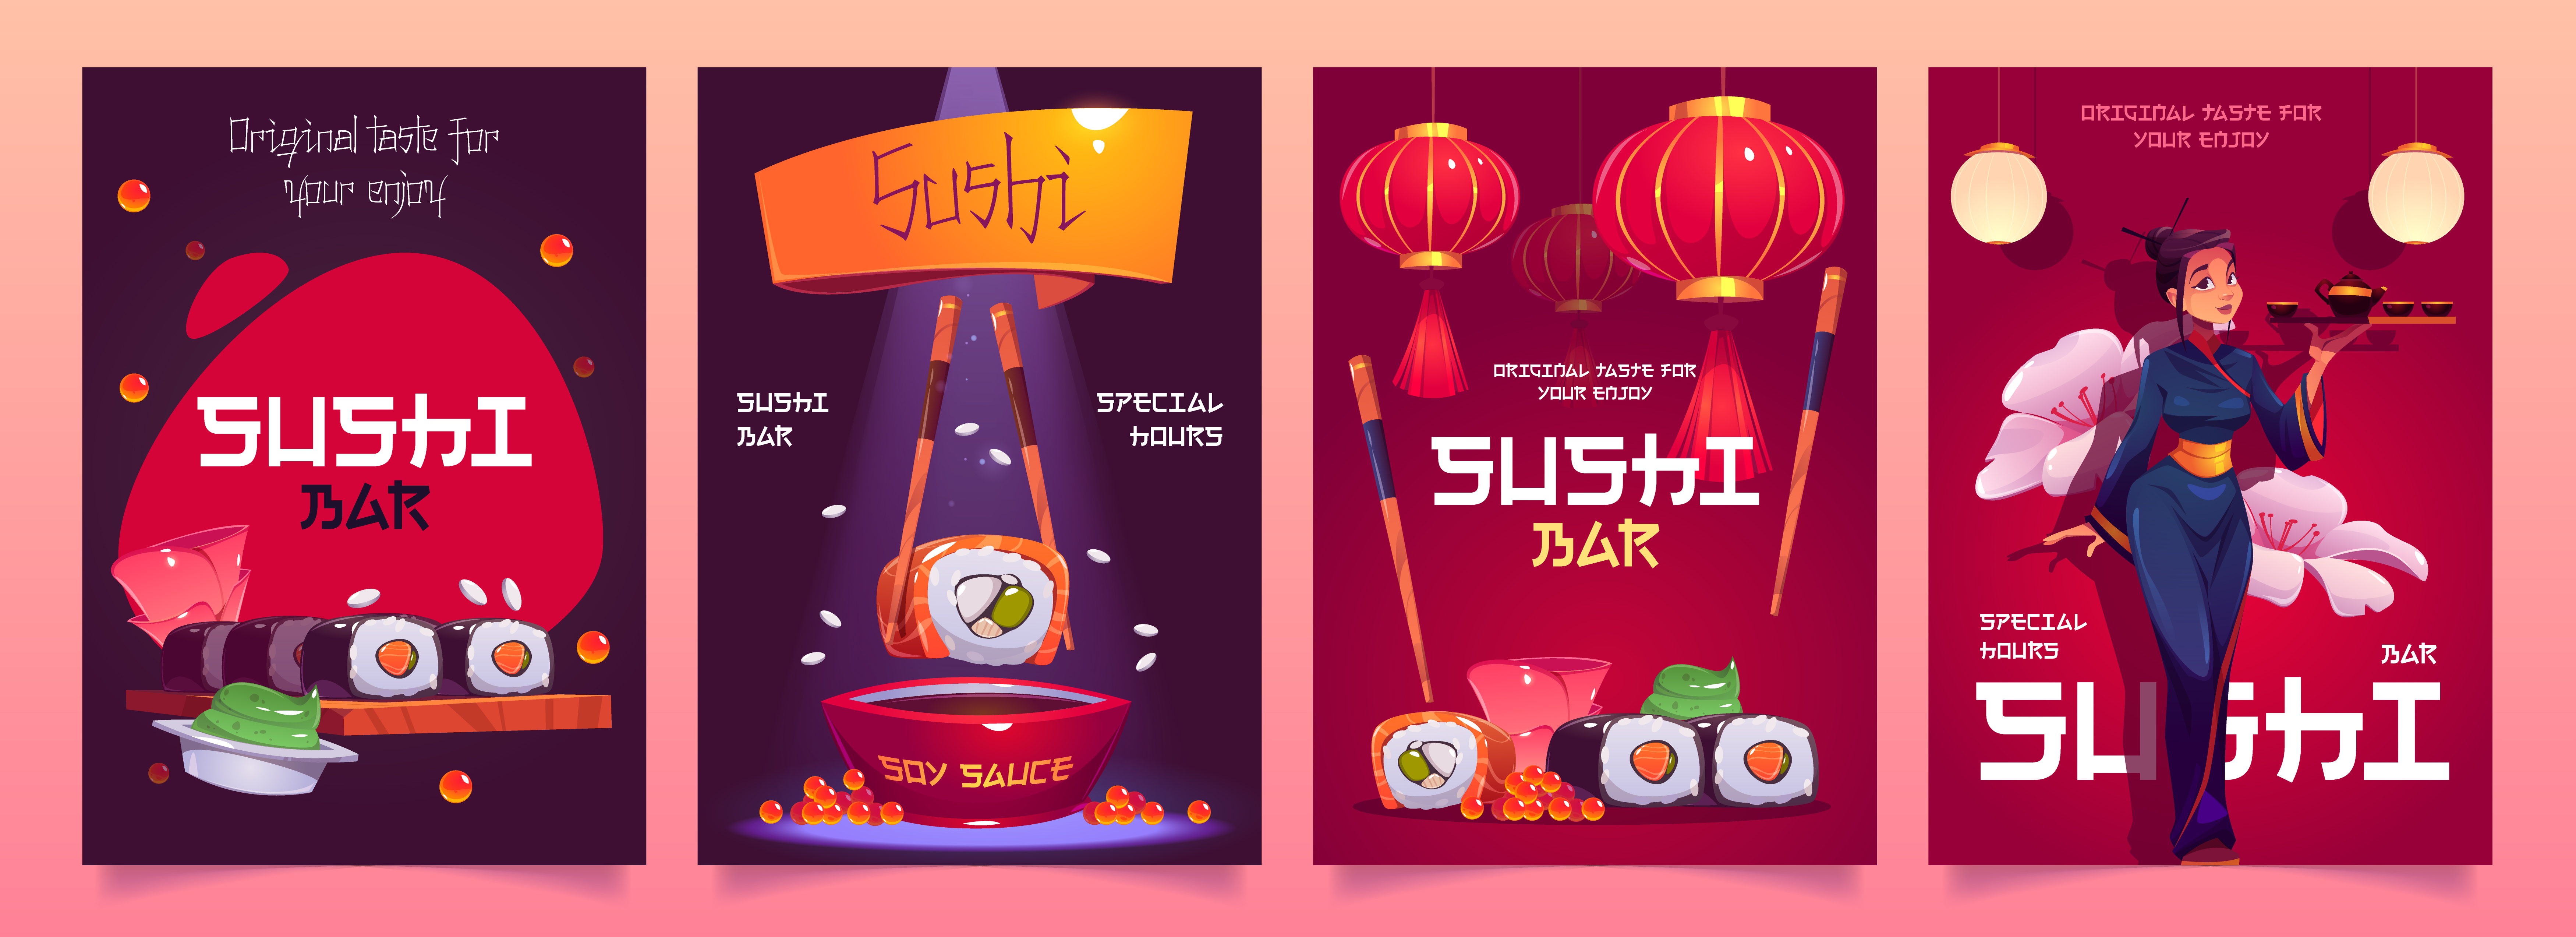 Original taste for
your enjoy
SUShI
BAR
Sushi
SUShI
BAR
SPECIAL
hOURS
SOY SAUCE
ORIGINAL TASTE FOR
YOUR ENJOY
SUShI
BAR
ORIGINAL TASTE FOR
YOUR ENJOY
SPECIAL
hOURS
BAR
SUShI